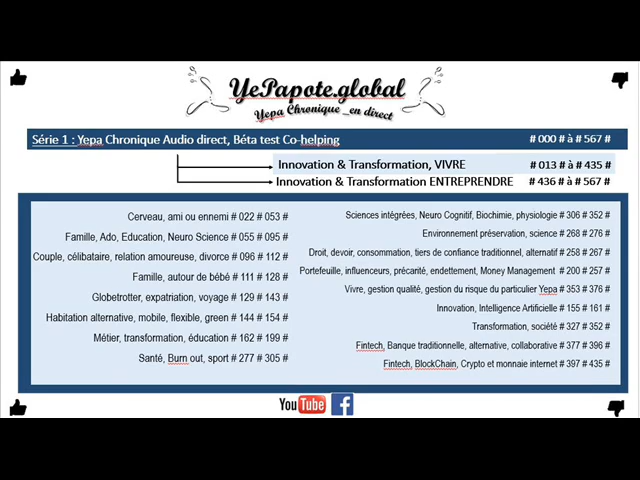 YePapote.global
Yepa Chronique _en direct
Série 1 : Yepa Chronique Audio direct, Béta test Co-helping # 000 # à # 567 #
Innovation & Transformation, VIVRE # 013 # à # 435 #
Innovation & Transformation ENTREPRENDRE # 436 # à # 567 #
Cerveau, ami ou ennemi # 022 # 053 #
Famille, Ado, Education, Neuro Science # 055 # 095 #
Couple, célibataire, relation amoureuse, divorce # 096 # 112 #
Famille, autour de bébé # 111 # 128 #
Globetrotter, expatriation, voyage # 129 # 143 #
Habitation alternative, mobile, flexible, green # 144 # 154 #
Métier, transformation, éducation # 162 # 199 #
Santé, Burn out, sport # 277 # 305 #
Sciences intégrées, Neuro Cognitif, Biochimie, physiologie # 306 # 352 #
Environnement préservation, science # 268 # 276 #
Droit, devoir, consommation, tiers de confiance traditionnel, alternatif # 258 # 267 #
Portefeuille, influenceurs, précarité, endettement, Money Management # 200 # 257 #
Vivre, gestion qualité, gestion du risque du particulier Yepa # 353 # 376 #
Innovation, Intelligence Artificielle # 155 # 161 #
Transformation, société # 327 # 352 #
Fintech, Banque traditionnelle, alternative, collaborative # 377 # 396 #
Fintech, BlockChain, Crypto et monnaie internet # 397 # 435 #
YouTube f